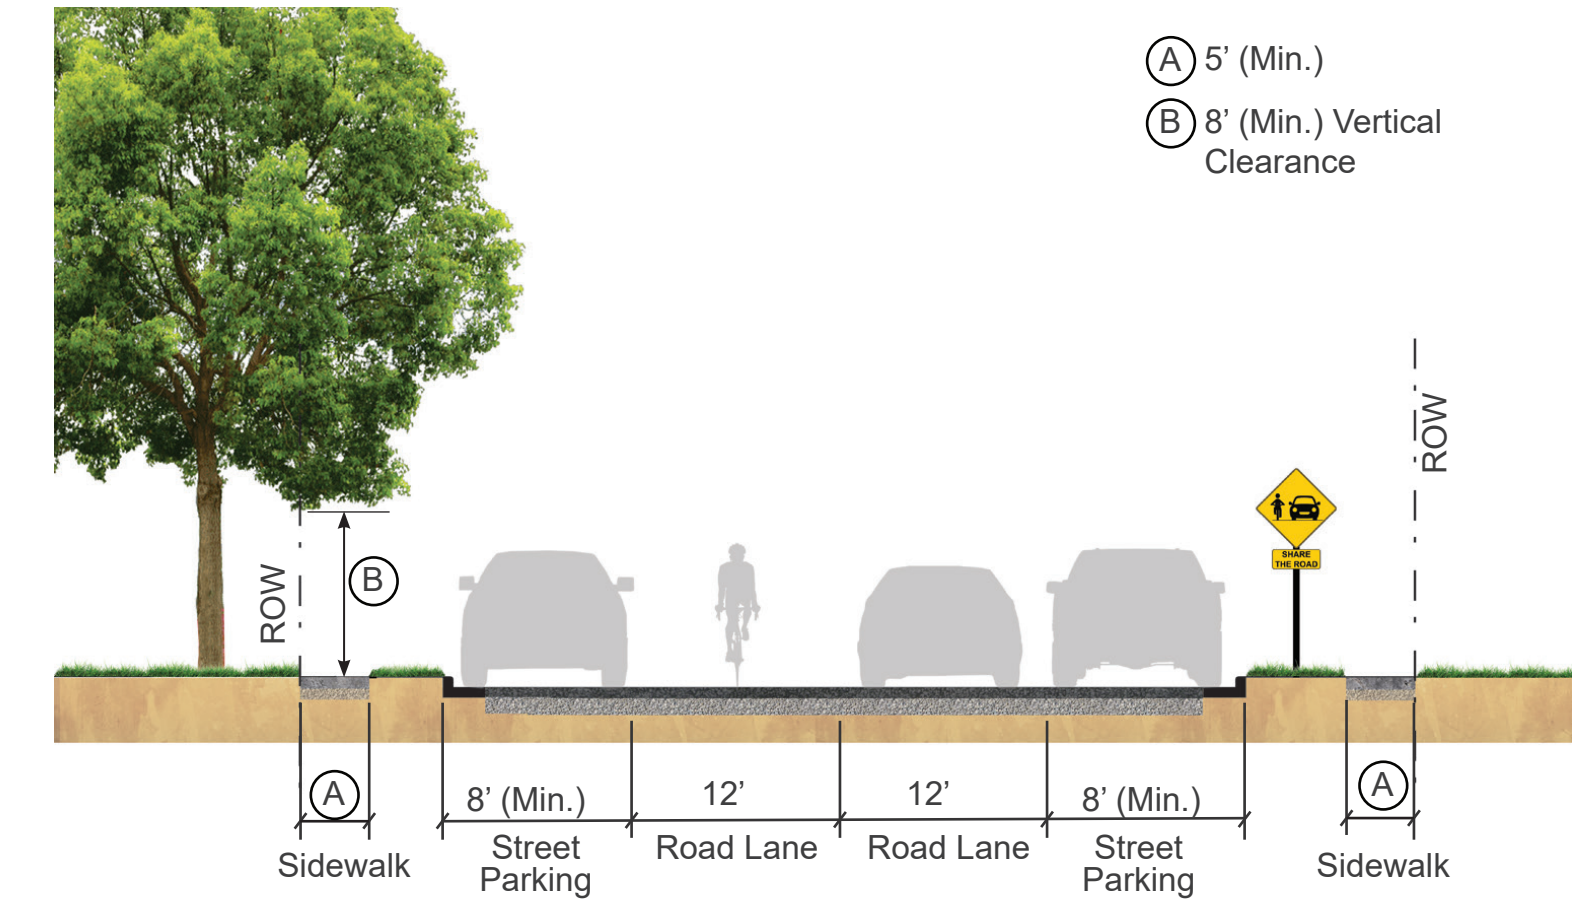 A 5’ (Min.)
B 8’ (Min.) Vertical
Clearance
ROW
ROW
B
SHARE
THE ROAD
A
8’ (Min.)
12’
12’
8’ (Min.)
A
Sidewalk
Street
Parking
Road Lane
Road Lane
Street
Parking
Sidewalk